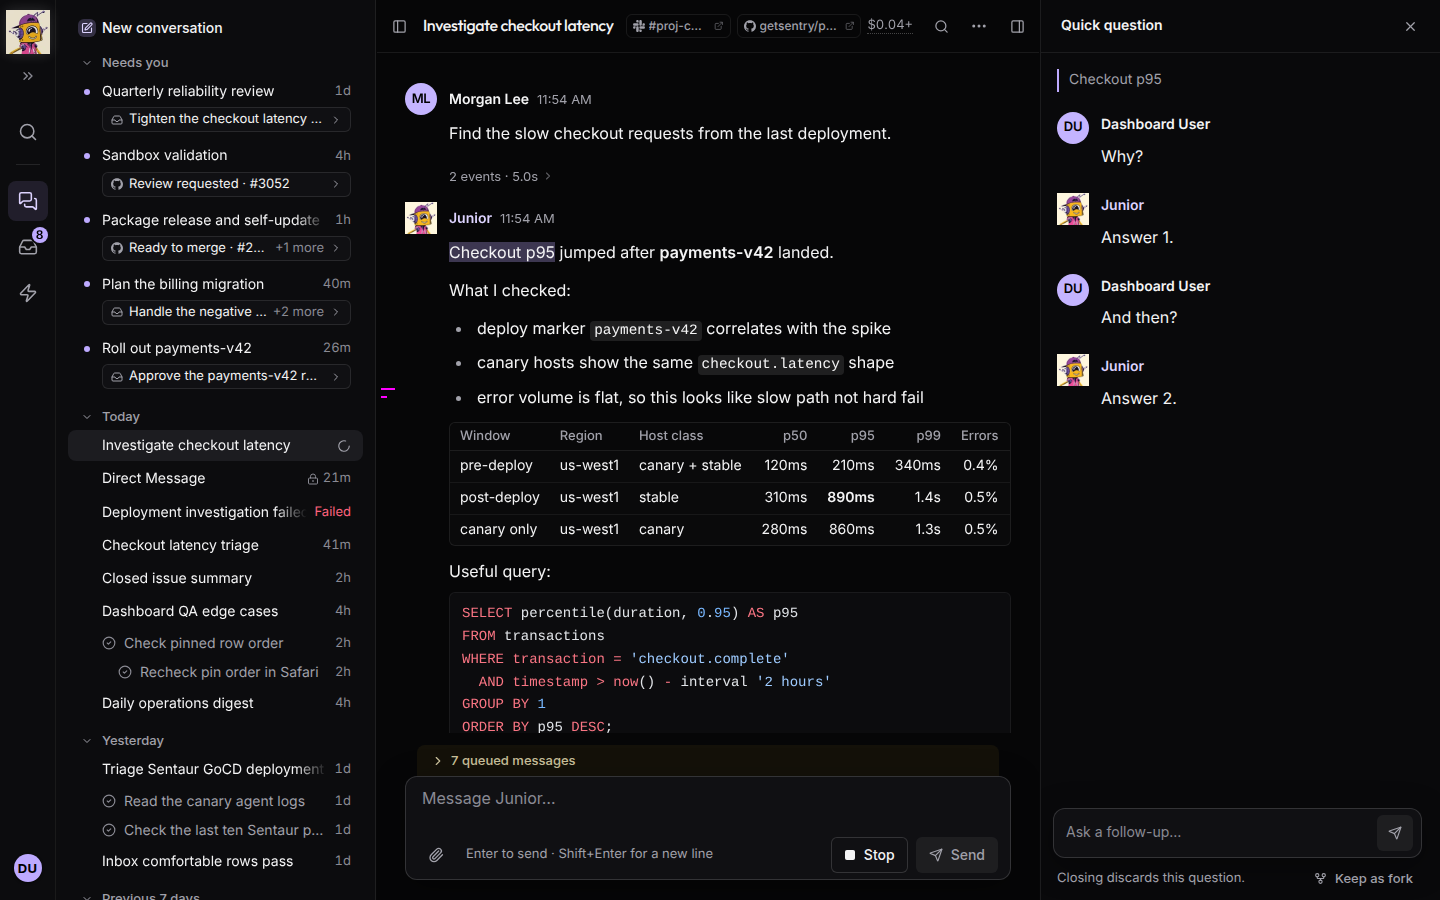 New conversation
Needs you
Quarterly reliability review 1d
Tighten the checkout latency ...
Sandbox validation 4h
Review requested · #3052
Package release and self-update 1h
Ready to merge · #2... +1 more
Plan the billing migration 40m
Handle the negative ... +2 more
Roll out payments-v42 26m
Approve the payments-v42 r...
Today
Investigate checkout latency
Direct Message 21m
Deployment investigation failed Failed
Checkout latency triage 41m
Closed issue summary 2h
Dashboard QA edge cases 4h
Check pinned row order 2h
Recheck pin order in Safari 2h
Daily operations digest 4h
Yesterday
Triage Sentaur GoCD deployment 1d
Read the canary agent logs 1d
Check the last ten Sentaur p... 1d
Inbox comfortable rows pass 1d
Previous 7 days
8
DU
Investigate checkout latency #proj-c... getsentry/p... $0.04+
ML Morgan Lee 11:54 AM
Find the slow checkout requests from the last deployment.
2 events · 5.0s
Junior 11:54 AM
Checkout p95 jumped after payments-v42 landed.
What I checked:
deploy marker payments-v42 correlates with the spike
canary hosts show the same checkout.latency shape
error volume is flat, so this looks like slow path not hard fail
Window Region Host class p50 p95 p99 Errors
pre-deploy us-west1 canary + stable 120ms 210ms 340ms 0.4%
post-deploy us-west1 stable 310ms 890ms 1.4s 0.5%
canary only us-west1 canary 280ms 860ms 1.3s 0.5%
Useful query:
SELECT percentile(duration, 0.95) AS p95
FROM transactions
WHERE transaction = 'checkout.complete'
AND timestamp > now() - interval '2 hours'
GROUP BY 1
ORDER BY p95 DESC;
7 queued messages
Message Junior...
Enter to send · Shift+Enter for a new line Stop Send
Quick question
Checkout p95
DU Dashboard User
Why?
Junior
Answer 1.
DU Dashboard User
And then?
Junior
Answer 2.
Ask a follow-up...
Closing discards this question. Keep as fork